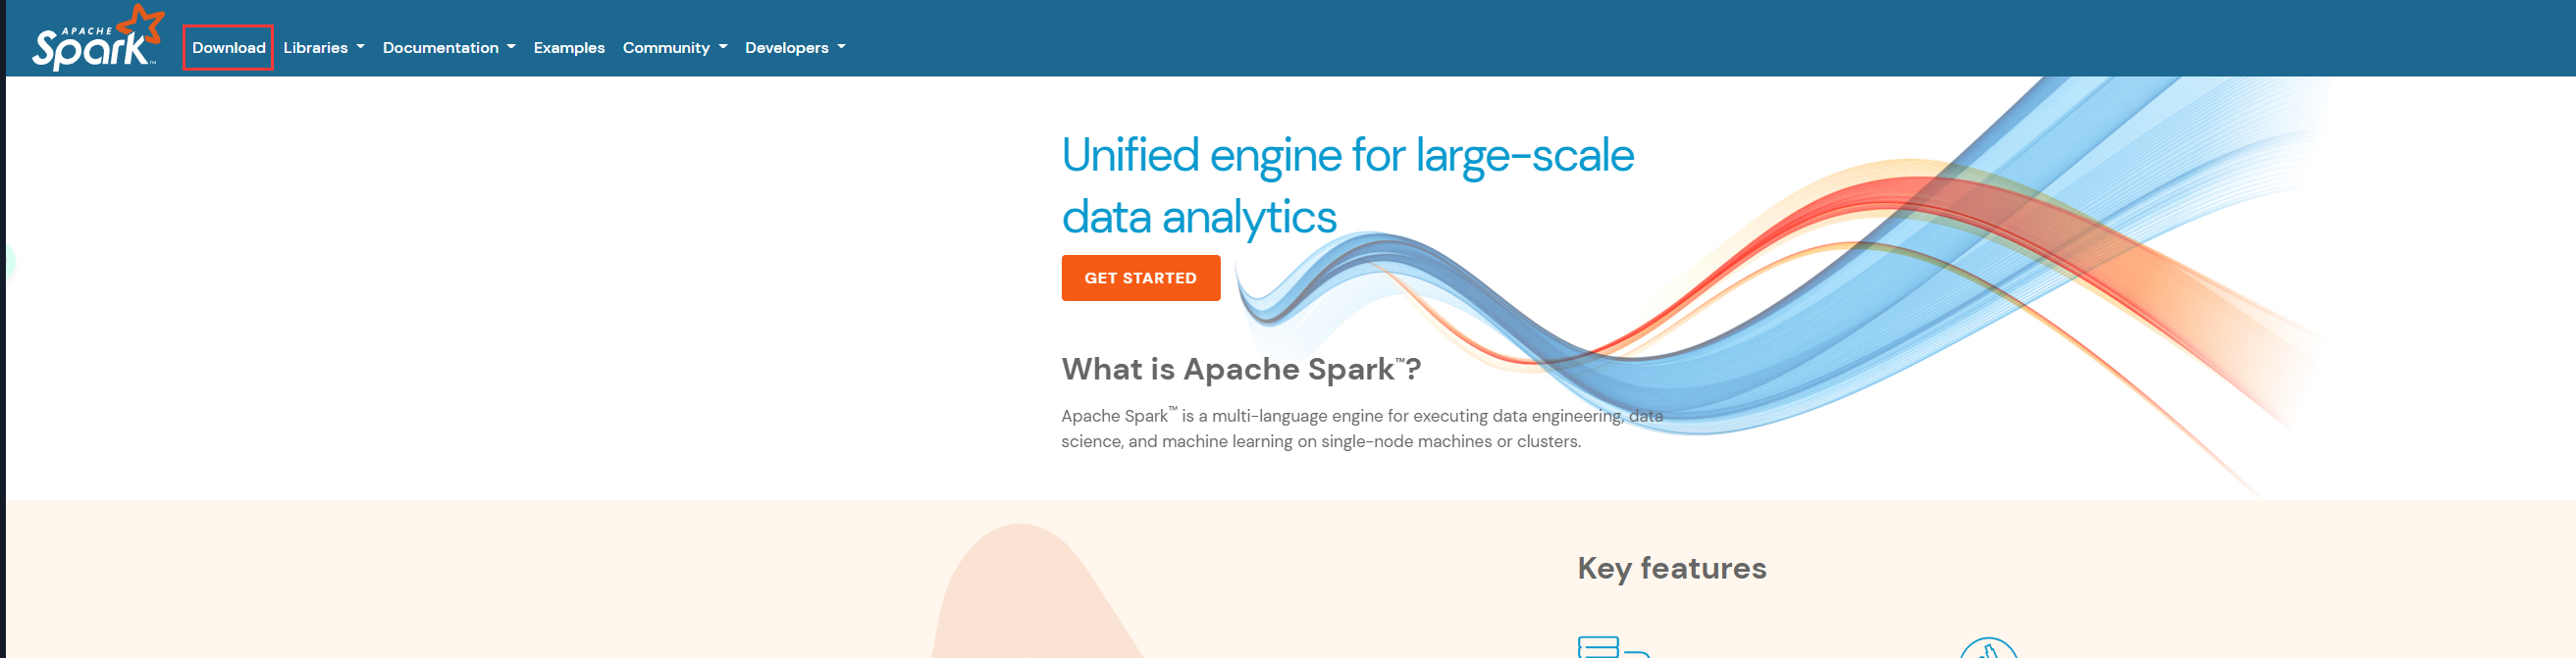 APACHE
Spark™
Download Libraries Documentation Examples Community Developers
Unified engine for large-scale
data analytics
GET STARTED
What is Apache Spark™?
Apache Spark™ is a multi-language engine for executing data engineering, data
science, and machine learning on single-node machines or clusters.
Key features